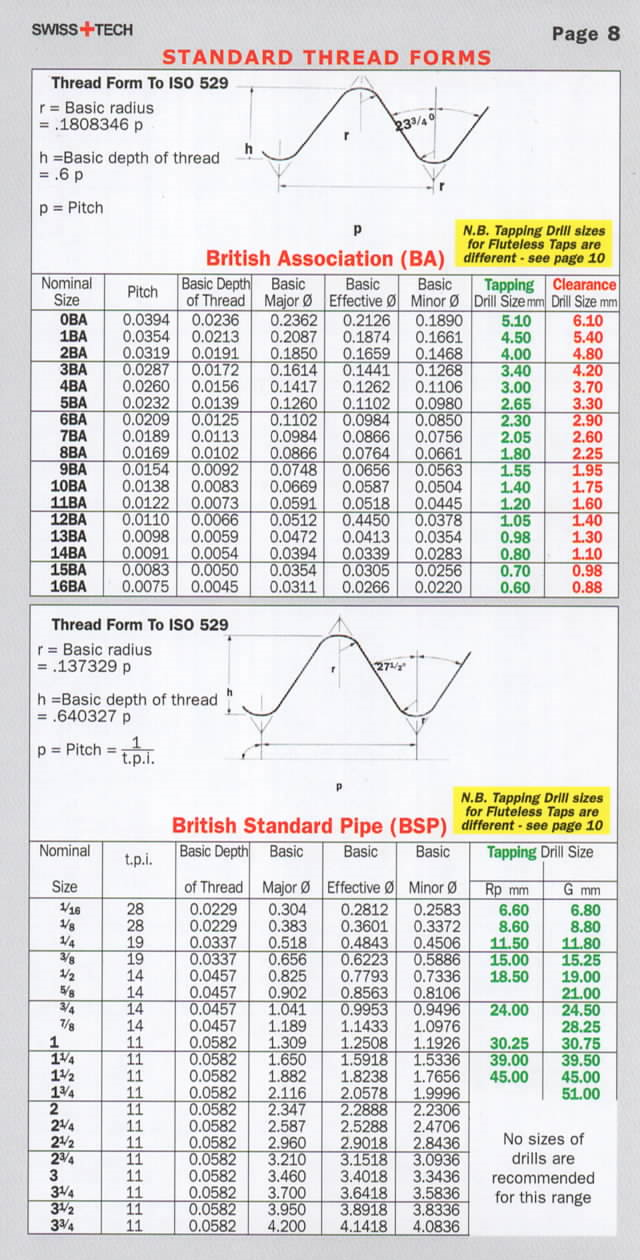 SWISS+TECH
Page 8
STANDARD THREAD FORMS
Thread Form To ISO 529
r = Basic radius
= .1808346 p
h =Basic depth of thread
= .6 p
p = Pitch
h
r
23 3/4°
r
p
N.B. Tapping Drill sizes
for Fluteless Taps are
different - see page 10
British Association (BA)
Nominal Size Pitch Basic Depth of Thread Basic Major Ø Basic Effective Ø Basic Minor Ø Tapping Drill Size mm Clearance Drill Size mm
0BA 0.0394 0.0236 0.2362 0.2126 0.1890 5.10 6.10
1BA 0.0354 0.0213 0.2087 0.1874 0.1661 4.50 5.40
2BA 0.0319 0.0191 0.1850 0.1659 0.1468 4.00 4.80
3BA 0.0287 0.0172 0.1614 0.1441 0.1268 3.40 4.20
4BA 0.0260 0.0156 0.1417 0.1262 0.1106 3.00 3.70
5BA 0.0232 0.0139 0.1260 0.1102 0.0980 2.65 3.30
6BA 0.0209 0.0125 0.1102 0.0984 0.0850 2.30 2.90
7BA 0.0189 0.0113 0.0984 0.0866 0.0756 2.05 2.60
8BA 0.0169 0.0102 0.0866 0.0764 0.0661 1.80 2.25
9BA 0.0154 0.0092 0.0748 0.0656 0.0563 1.55 1.95
10BA 0.0138 0.0083 0.0669 0.0587 0.0504 1.40 1.75
11BA 0.0122 0.0073 0.0591 0.0518 0.0445 1.20 1.60
12BA 0.0110 0.0066 0.0512 0.4450 0.0378 1.05 1.40
13BA 0.0098 0.0059 0.0472 0.0413 0.0354 0.98 1.30
14BA 0.0091 0.0054 0.0394 0.0339 0.0283 0.80 1.10
15BA 0.0083 0.0050 0.0354 0.0305 0.0256 0.70 0.98
16BA 0.0075 0.0045 0.0311 0.0266 0.0220 0.60 0.88
Thread Form To ISO 529
r = Basic radius
= .137329 p
h =Basic depth of thread
= .640327 p
p = Pitch = 1/t.p.i.
h
r
27 1/2°
r
p
N.B. Tapping Drill sizes
for Fluteless Taps are
different - see page 10
British Standard Pipe (BSP)
Nominal Size t.p.i. Basic Depth of Thread Basic Major Ø Basic Effective Ø Basic Minor Ø Tapping Drill Size Rp mm G mm
1/16 28 0.0229 0.304 0.2812 0.2583 6.60 6.80
1/8 28 0.0229 0.383 0.3601 0.3372 8.60 8.80
1/4 19 0.0337 0.518 0.4843 0.4506 11.50 11.80
3/8 19 0.0337 0.656 0.6223 0.5886 15.00 15.25
1/2 14 0.0457 0.825 0.7793 0.7336 18.50 19.00
5/8 14 0.0457 0.902 0.8563 0.8106 21.00
3/4 14 0.0457 1.041 0.9953 0.9496 24.00 24.50
7/8 14 0.0457 1.189 1.1433 1.0976 28.25
1 11 0.0582 1.309 1.2508 1.1926 30.25 30.75
1 1/4 11 0.0582 1.650 1.5918 1.5336 39.00 39.50
1 1/2 11 0.0582 1.882 1.8238 1.7656 45.00 45.00
1 3/4 11 0.0582 2.116 2.0578 1.9996 51.00
2 11 0.0582 2.347 2.2888 2.2306
2 1/4 11 0.0582 2.587 2.5288 2.4706
2 1/2 11 0.0582 2.960 2.9018 2.8436
2 3/4 11 0.0582 3.210 3.1518 3.0936
3 11 0.0582 3.460 3.4018 3.3436
3 1/4 11 0.0582 3.700 3.6418 3.5836
3 1/2 11 0.0582 3.950 3.8918 3.8336
3 3/4 11 0.0582 4.200 4.1418 4.0836
No sizes of
drills are
recommended
for this range